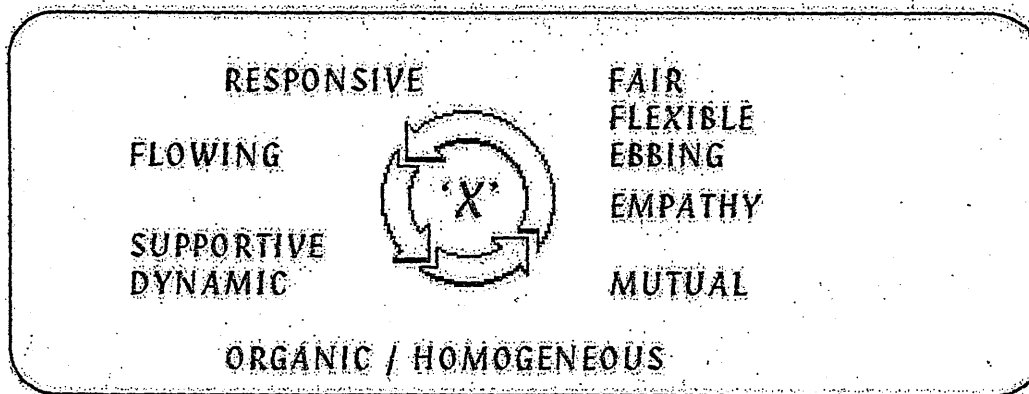 RESPONSIVE
FAIR
FLEXIBLE
FLOWING
EBBING
'X'
EMPATHY
SUPPORTIVE
DYNAMIC
MUTUAL
ORGANIC / HOMOGENEOUS